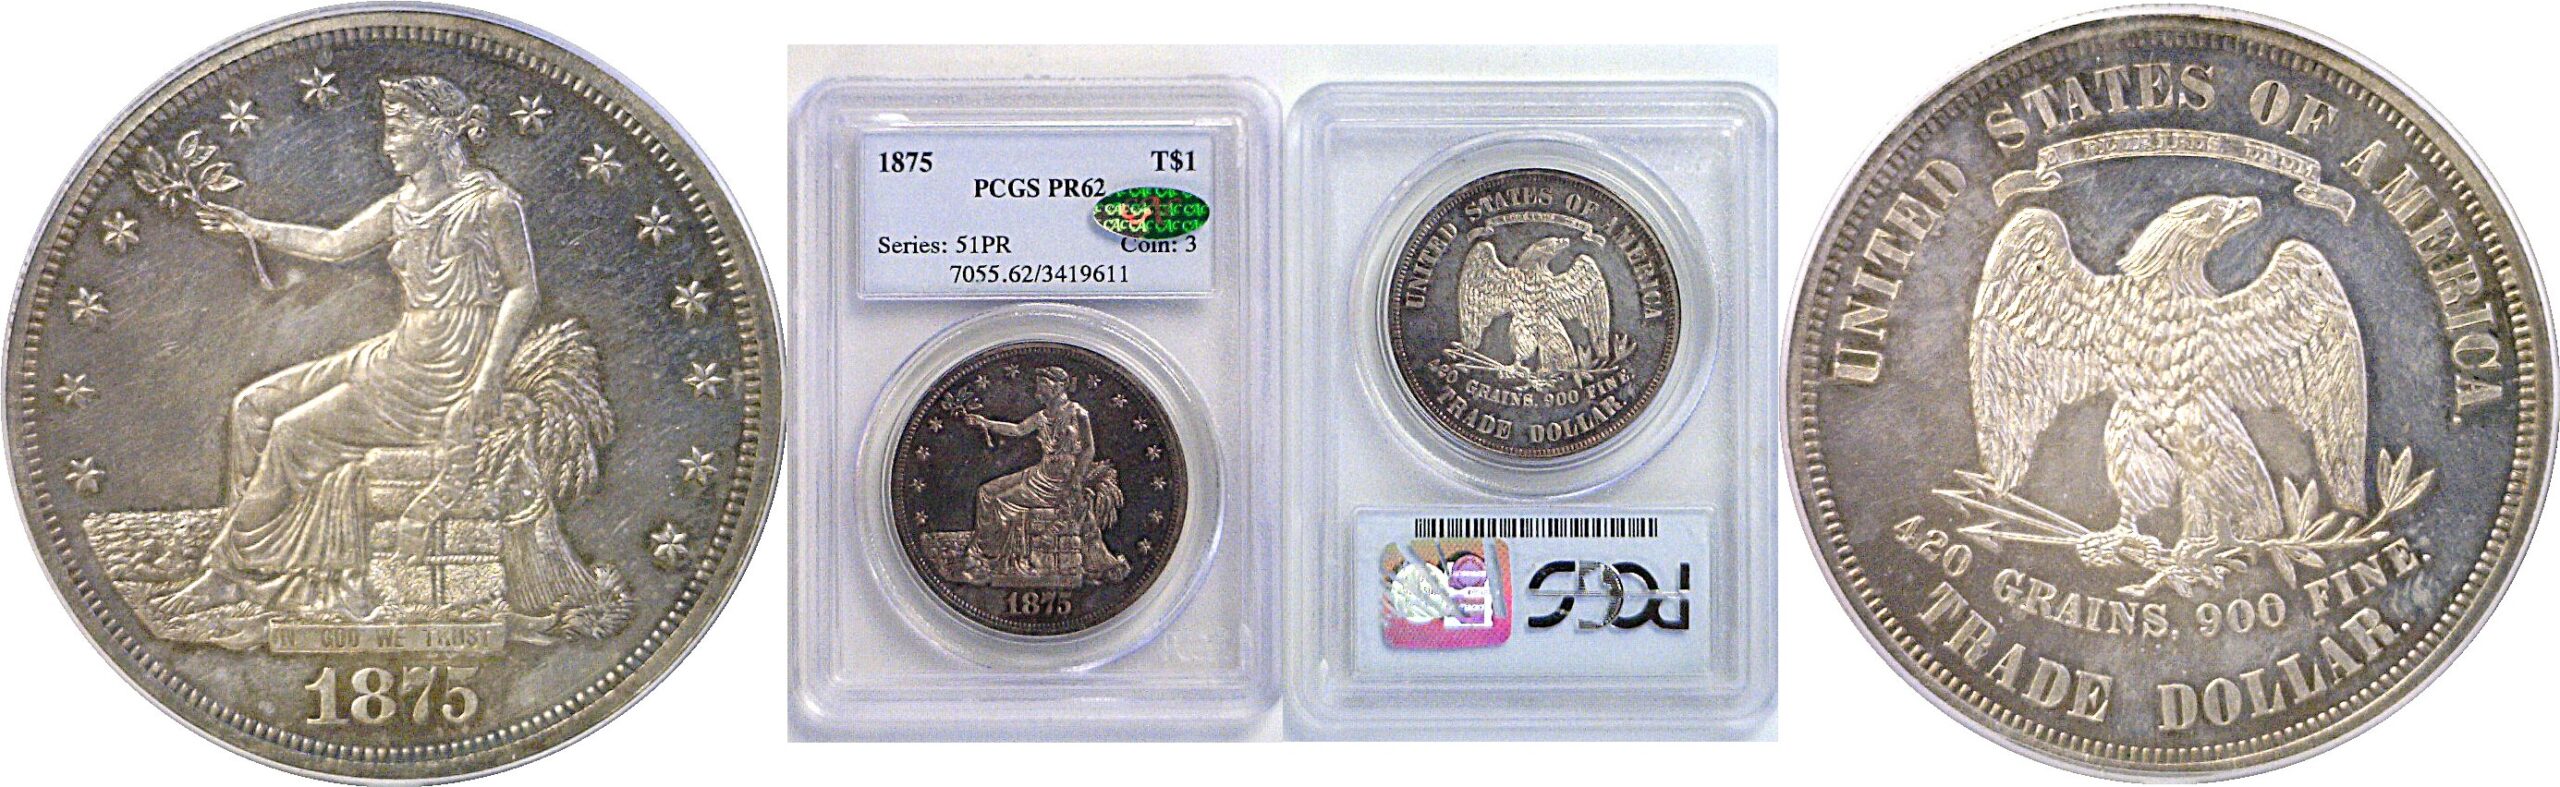 IN GOD WE TRUST
1875
1875 T$1
PCGS PR62
Series: 51PR Coin: 3
7055.62/3419611
1875
UNITED STATES OF AMERICA
420 GRAINS, 900 FINE.
TRADE DOLLAR.
PCGS
UNITED STATES OF AMERICA.
E PLURIBUS UNUM
420 GRAINS, 900 FINE.
TRADE DOLLAR.